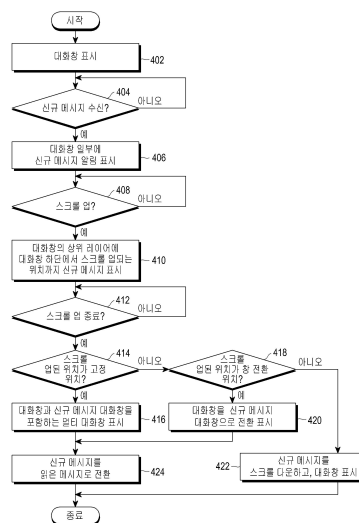 시작
대화창 표시
402
404
신규 메시지 수신?
아니오
예
대화창 일부에
신규 메시지 알림 표시
406
408
스크롤 업?
아니오
예
대화창의 상위 레이어에
대화창 하단에서 스크롤 업되는
위치까지 신규 메시지 표시
410
412
스크롤 업 종료?
아니오
예
스크롤
업된 위치가 고정
위치?
414
아니오
스크롤
업된 위치가 창 전환
위치?
418
아니오
예
예
대화창과 신규 메시지 대화창을
포함하는 멀티 대화창 표시
416
대화창을 신규 메시지
대화창으로 전환 표시
420
신규 메시지를
읽은 메시지로 전환
424
422
신규 메시지를
스크롤 다운하고, 대화창 표시
종료